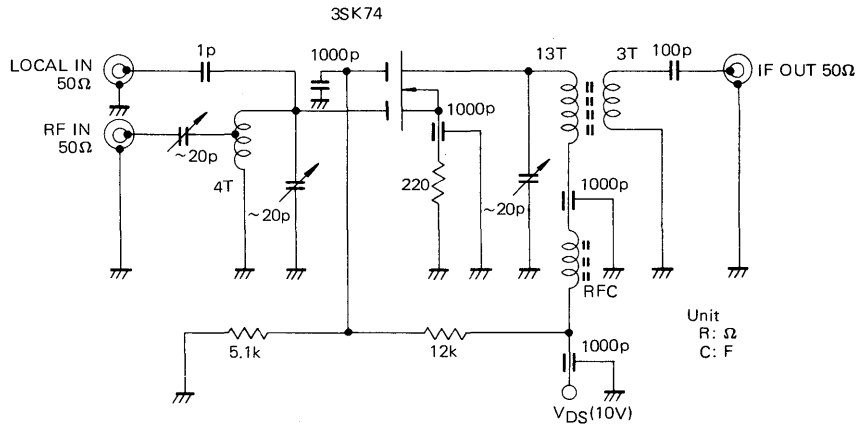 3SK74
LOCAL IN
50Ω
1p
1000p
13T
3T
100p
IF OUT 50Ω
RF IN
50Ω
~20p
4T
~20p
1000p
220
~20p
1000p
RFC
5.1k
12k
1000p
VDS(10V)
Unit
R: Ω
C: F